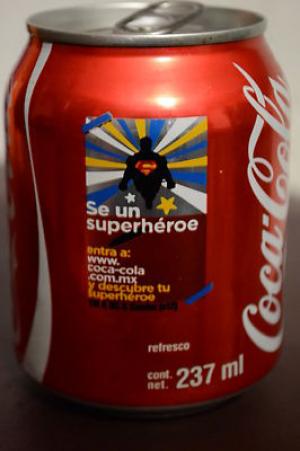 Se un
superhéroe
entra a:
www.
coca-cola
.com.mx
y descubre tu
superhéroe
refresco
cont.
net. 237 ml
Coca-Cola